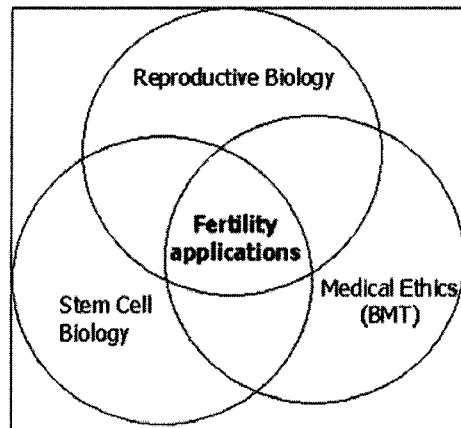 Reproductive Biology
Fertility
applications
Stem Cell
Biology
Medical Ethics/
(BMT)